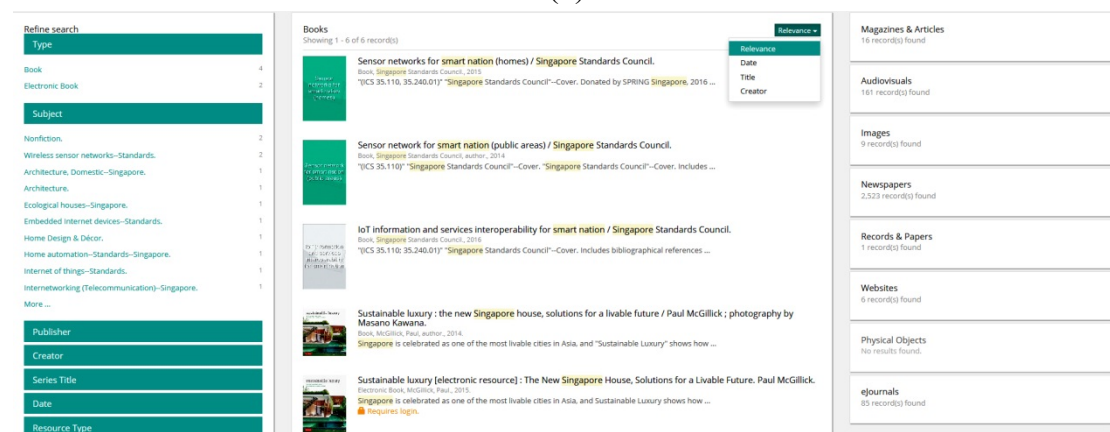 Refine search
Type
Book 4
Electronic Book 2
Subject
Nonfiction. 2
Wireless sensor networks--Standards. 2
Architecture, Domestic--Singapore. 1
Architecture. 1
Ecological houses--Singapore. 1
Embedded Internet devices--Standards. 1
Home Design & Décor. 1
Home automation--Standards--Singapore. 1
Internet of things--Standards. 1
Internetworking (Telecommunication)--Singapore. 1
More ...
Publisher
Creator
Series Title
Date
Resource Type
Books
Showing 1 - 6 of 6 record(s)
Relevance
Relevance
Date
Title
Creator
Sensor networks for smart nation (homes) / Singapore Standards Council.
Book, Singapore Standards Council., 2015
"(ICS 35.110, 35.240.01)" "Singapore Standards Council"--Cover. Donated by SPRING Singapore, 2016 ...
Sensor network for smart nation (public areas) / Singapore Standards Council.
Book, Singapore Standards Council, author., 2014
"(ICS 35.110)" "Singapore Standards Council"--Cover. "Singapore Standards Council"--Cover. Includes ...
IoT information and services interoperability for smart nation / Singapore Standards Council.
Book, Singapore Standards Council., 2016
"(ICS 35.110; 35.240.01)" "Singapore Standards Council"--Cover. Includes bibliographical references ...
Sustainable luxury : the new Singapore house, solutions for a livable future / Paul McGillick ; photography by
Masano Kawana.
Book, McGillick, Paul, author., 2014.
Singapore is celebrated as one of the most livable cities in Asia, and "Sustainable Luxury" shows how ...
Sustainable luxury [electronic resource] : The New Singapore House, Solutions for a Livable Future. Paul McGillick.
Electronic Book, McGillick, Paul., 2015.
Singapore is celebrated as one of the most livable cities in Asia, and Sustainable Luxury shows how ...
Requires login.
Magazines & Articles
16 record(s) found
Audiovisuals
161 record(s) found
Images
9 record(s) found
Newspapers
2,523 record(s) found
Records & Papers
1 record(s) found
Websites
6 record(s) found
Physical Objects
No results found.
eJournals
85 record(s) found